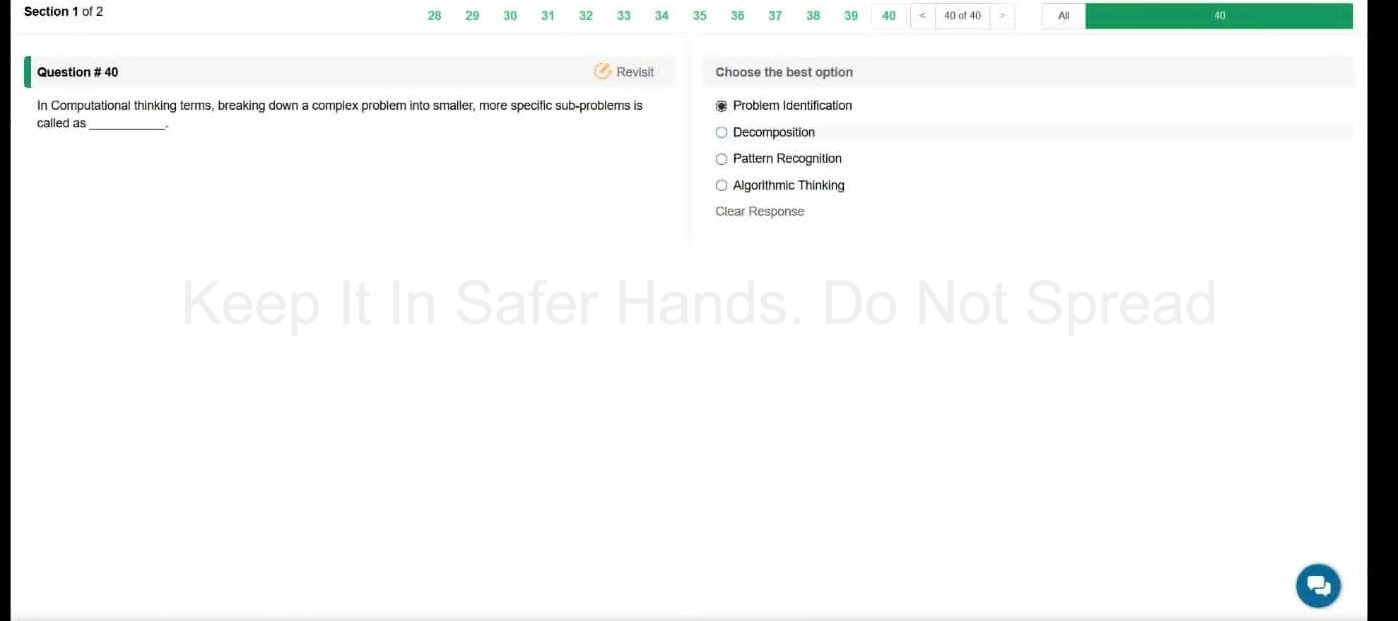 Section 1 of 2
28 29 30 31 32 33 34 35 36 37 38 39 40 < 40 of 40 > All 40
Question # 40
Revisit
In Computational thinking terms, breaking down a complex problem into smaller, more specific sub-problems is
called as ___________.
Choose the best option
Problem Identification
Decomposition
Pattern Recognition
Algorithmic Thinking
Clear Response
Keep It In Safer Hands. Do Not Spread